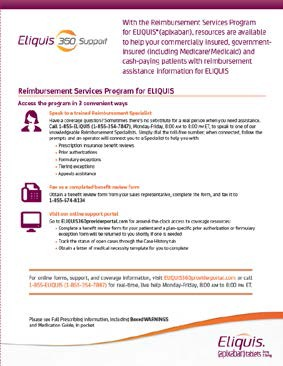 Eliquis 360 Support
With the Reimbursement Services Program
for ELIQUIS® (apixaban), resources are available
to help your commercially insured, government-
insured (including Medicare/Medicaid) and
cash-paying patients with reimbursement
assistance information for ELIQUIS
Reimbursement Services Program for ELIQUIS
Access the program in 3 convenient ways
Speak to a trained Reimbursement Specialist
Have a coverage question? Sometimes there's no substitute for a real person when you need assistance.
Call 1-855-ELIQUIS (1-855-354-7847), Monday-Friday, 8:00 AM to 8:00 PM ET, to speak to one of our
knowledgeable Reimbursement Specialists. Simply dial the toll-free number; when connected, follow the
prompts and an operator will connect you to a Specialist to help you with
• Prescription insurance benefit reviews
• Prior authorizations
• Formulary exceptions
• Tiering exceptions
• Appeals assistance
Fax us a completed benefit review form
Obtain a benefit review form from your sales representative, complete the form, and fax it to
1-855-674-8134
Visit our online support portal
Go to ELIQUIS360providerportal.com for around-the-clock access to coverage resources:
• Complete a benefit review form for your patient and a plan-specific prior authorization or formulary
exception form will be returned to you shortly, if one is needed
• Track the status of open cases through the Case History tab
• Obtain a letter of medical necessity template for you to complete
For online forms, support, and coverage information, visit ELIQUIS360providerportal.com or call
1-855-ELIQUIS (1-855-354-7847) for real-time, live help Monday-Friday, 8:00 AM to 8:00 PM ET.
Please see Full Prescribing Information, including Boxed WARNINGS
and Medication Guide, in pocket
Eliquis.
(apixaban) tablets